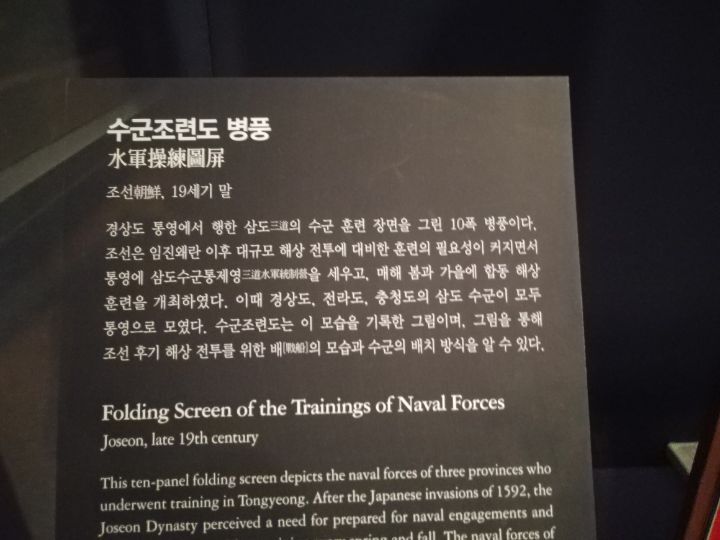 수군조련도 병풍
水軍操練圖屛
조선朝鮮, 19세기 말
경상도 통영에서 행한 삼도三道의 수군 훈련 장면을 그린 10폭 병풍이다.
조선은 임진왜란 이후 대규모 해상 전투에 대비한 훈련의 필요성이 커지면서
통영에 삼도수군통제영三道水軍統制營을 세우고, 매해 봄과 가을에 합동 해상
훈련을 개최하였다. 이때 경상도, 전라도, 충청도의 삼도 수군이 모두
통영으로 모였다. 수군조련도는 이 모습을 기록한 그림이며, 그림을 통해
조선 후기 해상 전투를 위한 배[戰船]의 모습과 수군의 배치 방식을 알 수 있다.
Folding Screen of the Trainings of Naval Forces
Joseon, late 19th century
This ten-panel folding screen depicts the naval forces of three provinces who
underwent training in Tongyeong. After the Japanese invasions of 1592, the
Joseon Dynasty perceived a need for prepared for naval engagements and
spring and fall. The naval forces of